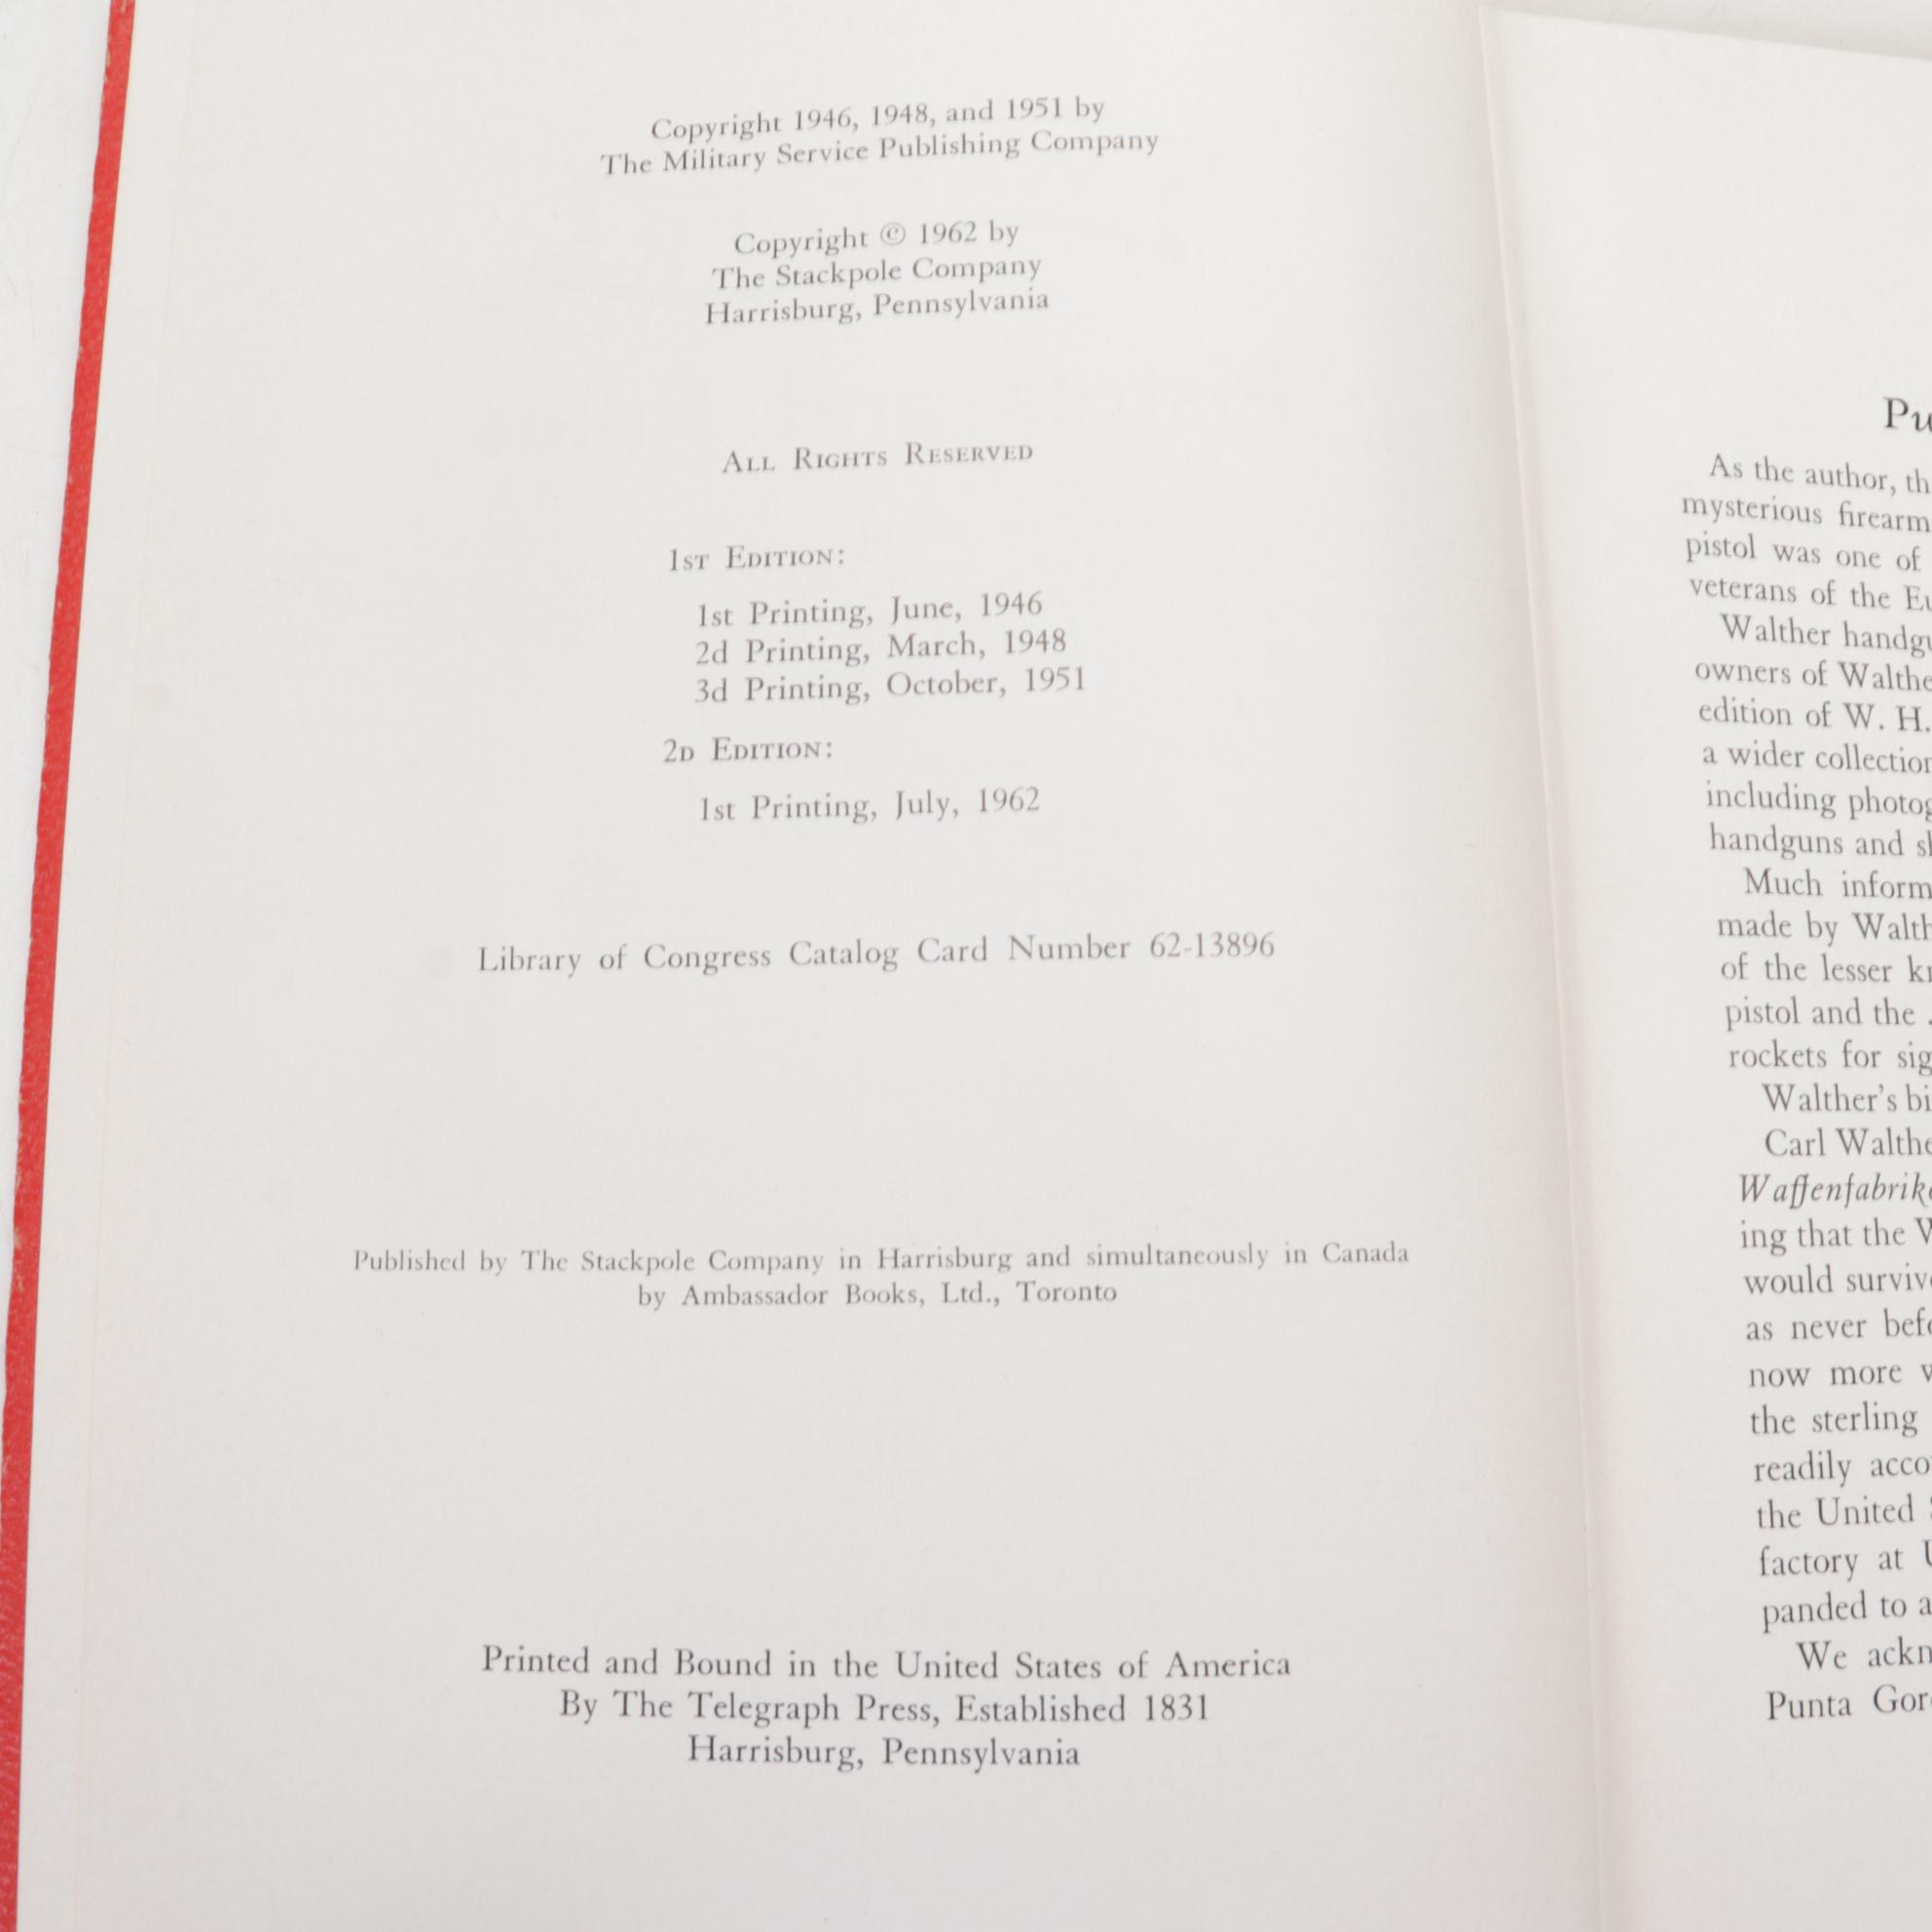 Copyright 1946, 1948, and 1951 by
The Military Service Publishing Company
Copyright © 1962 by
The Stackpole Company
Harrisburg, Pennsylvania
All Rights Reserved
1st Edition:
1st Printing, June, 1946
2d Printing, March, 1948
3d Printing, October, 1951
2d Edition:
1st Printing, July, 1962
Library of Congress Catalog Card Number 62-13896
Published by The Stackpole Company in Harrisburg and simultaneously in Canada
by Ambassador Books, Ltd., Toronto
Printed and Bound in the United States of America
By The Telegraph Press, Established 1831
Harrisburg, Pennsylvania
As the author,
mysterious
pistol was one of
veterans of the
Walther
owners of
edition of W. H.
a wider
including
handguns and
Much
made by
of the lesser
pistol and the
rockets for
Walther's
Carl
ing that the
would
as never
now more
the sterling
readily
the United
factory at
panded to
We
Punta